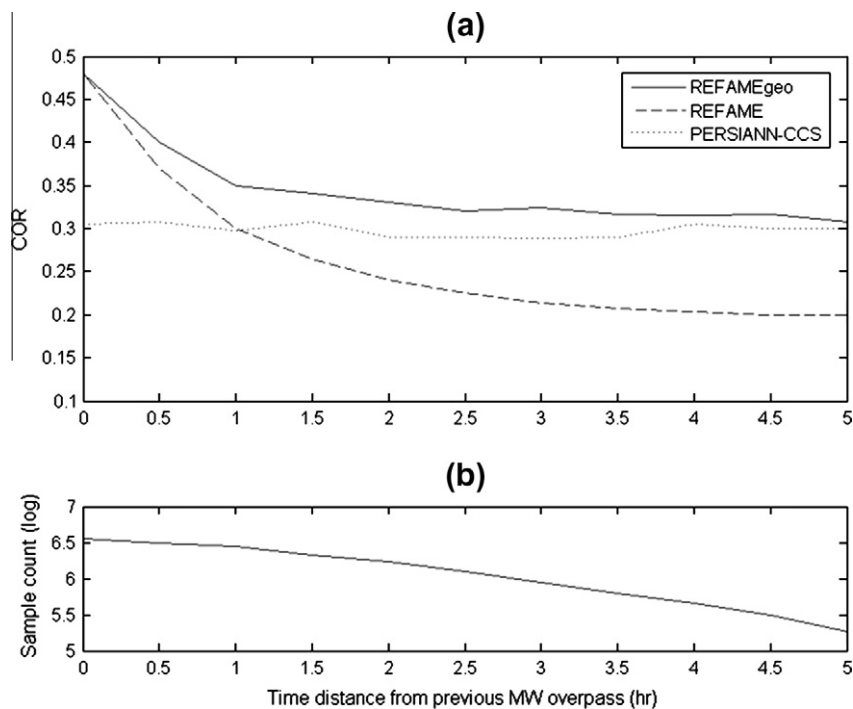 (a)
0.5
0.45
0.4
0.35
0.3
0.25
0.2
0.15
0.1
COR
REFAMEgeo
REFAME
PERSIANN-CCS
0 0.5 1 1.5 2 2.5 3 3.5 4 4.5 5
(b)
7
6.5
6
5.5
5
Sample count (log)
0 0.5 1 1.5 2 2.5 3 3.5 4 4.5 5
Time distance from previous MW overpass (hr)